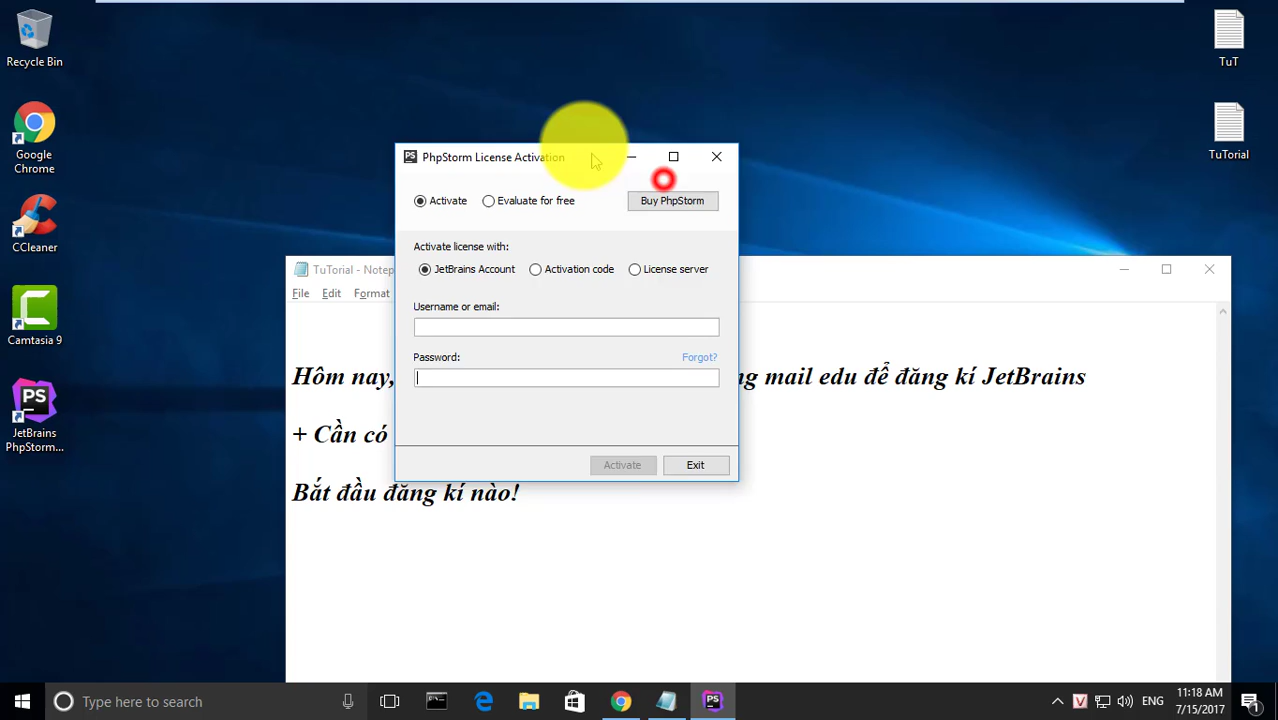 Recycle Bin
Google
Chrome
CCleaner
Camtasia 9
JetBrains
PhpStorm...
TuT
TuTorial
PhpStorm License Activation
Activate
Evaluate for free
Buy PhpStorm
Activate license with:
JetBrains Account
Activation code
License server
Username or email:
Password:
Forgot?
Activate
Exit
TuTorial - Notep
File Edit Format
Hôm nay, ng mail edu để đăng kí JetBrains
+ Cần có
Bắt đầu đăng kí nào!
Type here to search
ENG
11:18 AM
7/15/2017